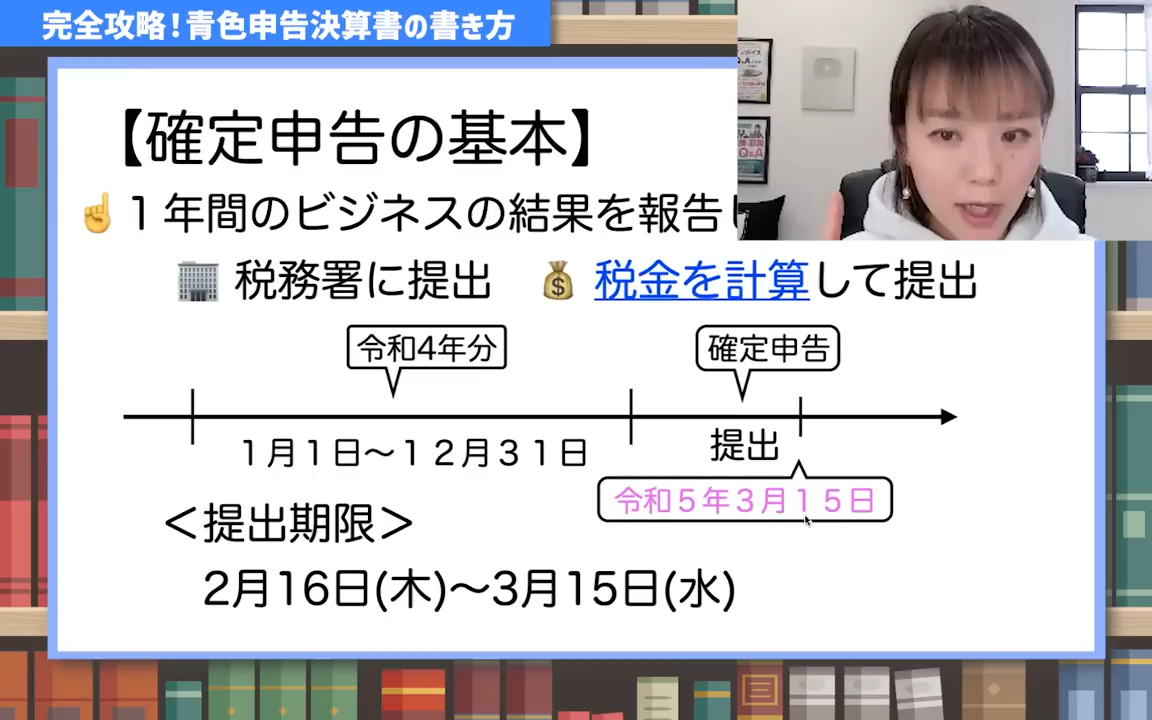 完全攻略！青色申告決算書の書き方
【確定申告の基本】
☝１年間のビジネスの結果を報告
税務署に提出 税金を計算して提出
令和4年分 確定申告
１月１日〜１２月３１日 提出
令和５年３月１５日
＜提出期限＞
2月16日(木)〜3月15日(水)
Q&A